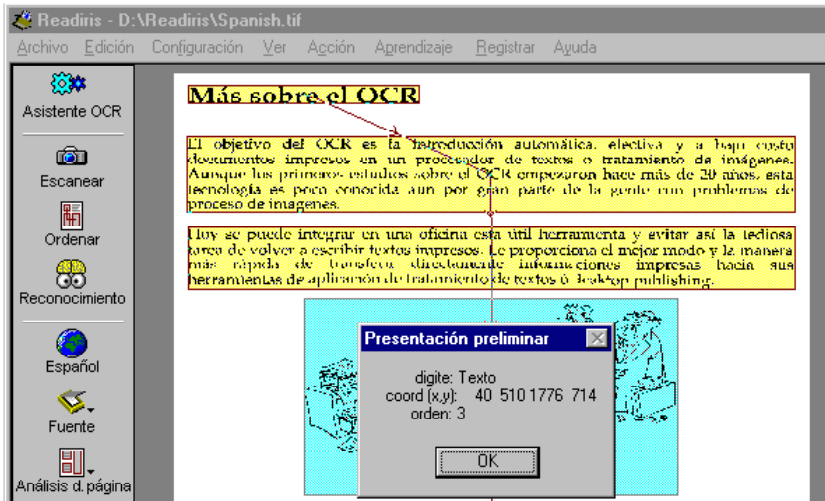 Readiris - D:\Readiris\Spanish.tif
Archivo Edición Configuración Ver Acción Aprendizaje Registrar Ayuda
Asistente OCR
Escanear
Ordenar
Reconocimiento
Español
Fuente
Análisis d. página
Más sobre el OCR
El objetivo del OCR es la introducción automática, electiva y a bajo costo
documentos impresos en un procesador de textos o tratamiento de imágenes.
Aunque los primeros estudios sobre el OCR empezaron hace más de 20 años, esta
tecnología es poco conocida aun por gran parte de la gente con problemas de
proceso de imagenes.
Hoy se puede integrar en una oficina esta útil herramienta y evitar así la tediosa
tarea de volver a escribir textos impresos. Le proporciona el mejor modo y la manera
más rápida de transferir directamente informaciones impresas hacia sus
herramientas de aplicación de tratamiento de textos ó desktop publishing.
Presentación preliminar
digite: Texto
coord (x,y): 40 510 1776 714
orden: 3
OK